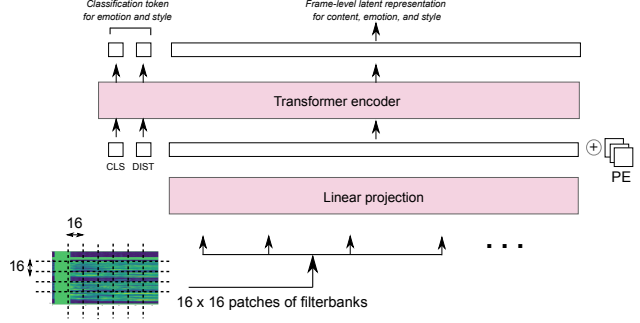 Classification token
for emotion and style
Frame-level latent representation
for content, emotion, and style
Transformer encoder
CLS
DIST
+
PE
Linear projection
16
16
16 x 16 patches of filterbanks
. . .